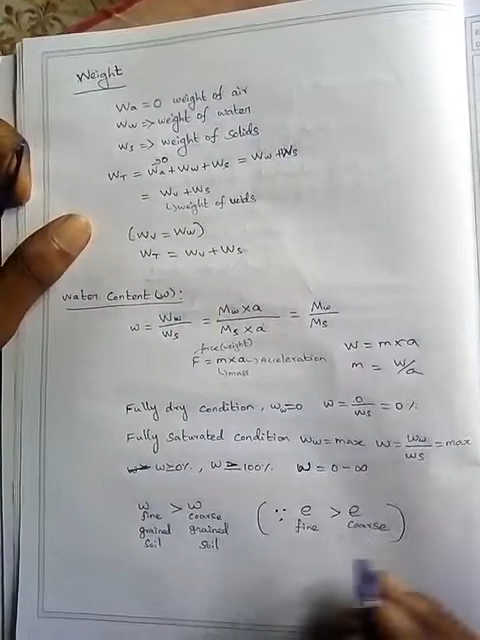 Weight
Wa = 0 weight of air
Ww => weight of water
Ws => weight of solids
WT = Wa→0 + Ww + Ws = Ww + Ws
= Wv + Ws
↳ weight of voids
(Wv = Ww)
WT = Wv + Ws
Water Content (w) :
w = Ww/Ws = Mw x a/Ms x a = Mw/Ms
force (weight)
F = m x a ↳ Acceleration
↳ mass
W = m x a
m = W/a
Fully dry condition, ww = 0 w = 0/Ws = 0%
Fully saturated condition Ww = max w = Ww/Ws = max
w ≥ 0%, w ≥ 100% w = 0 - ∞
w fine grained soil > w coarse grained soil (∵ e fine > e coarse)